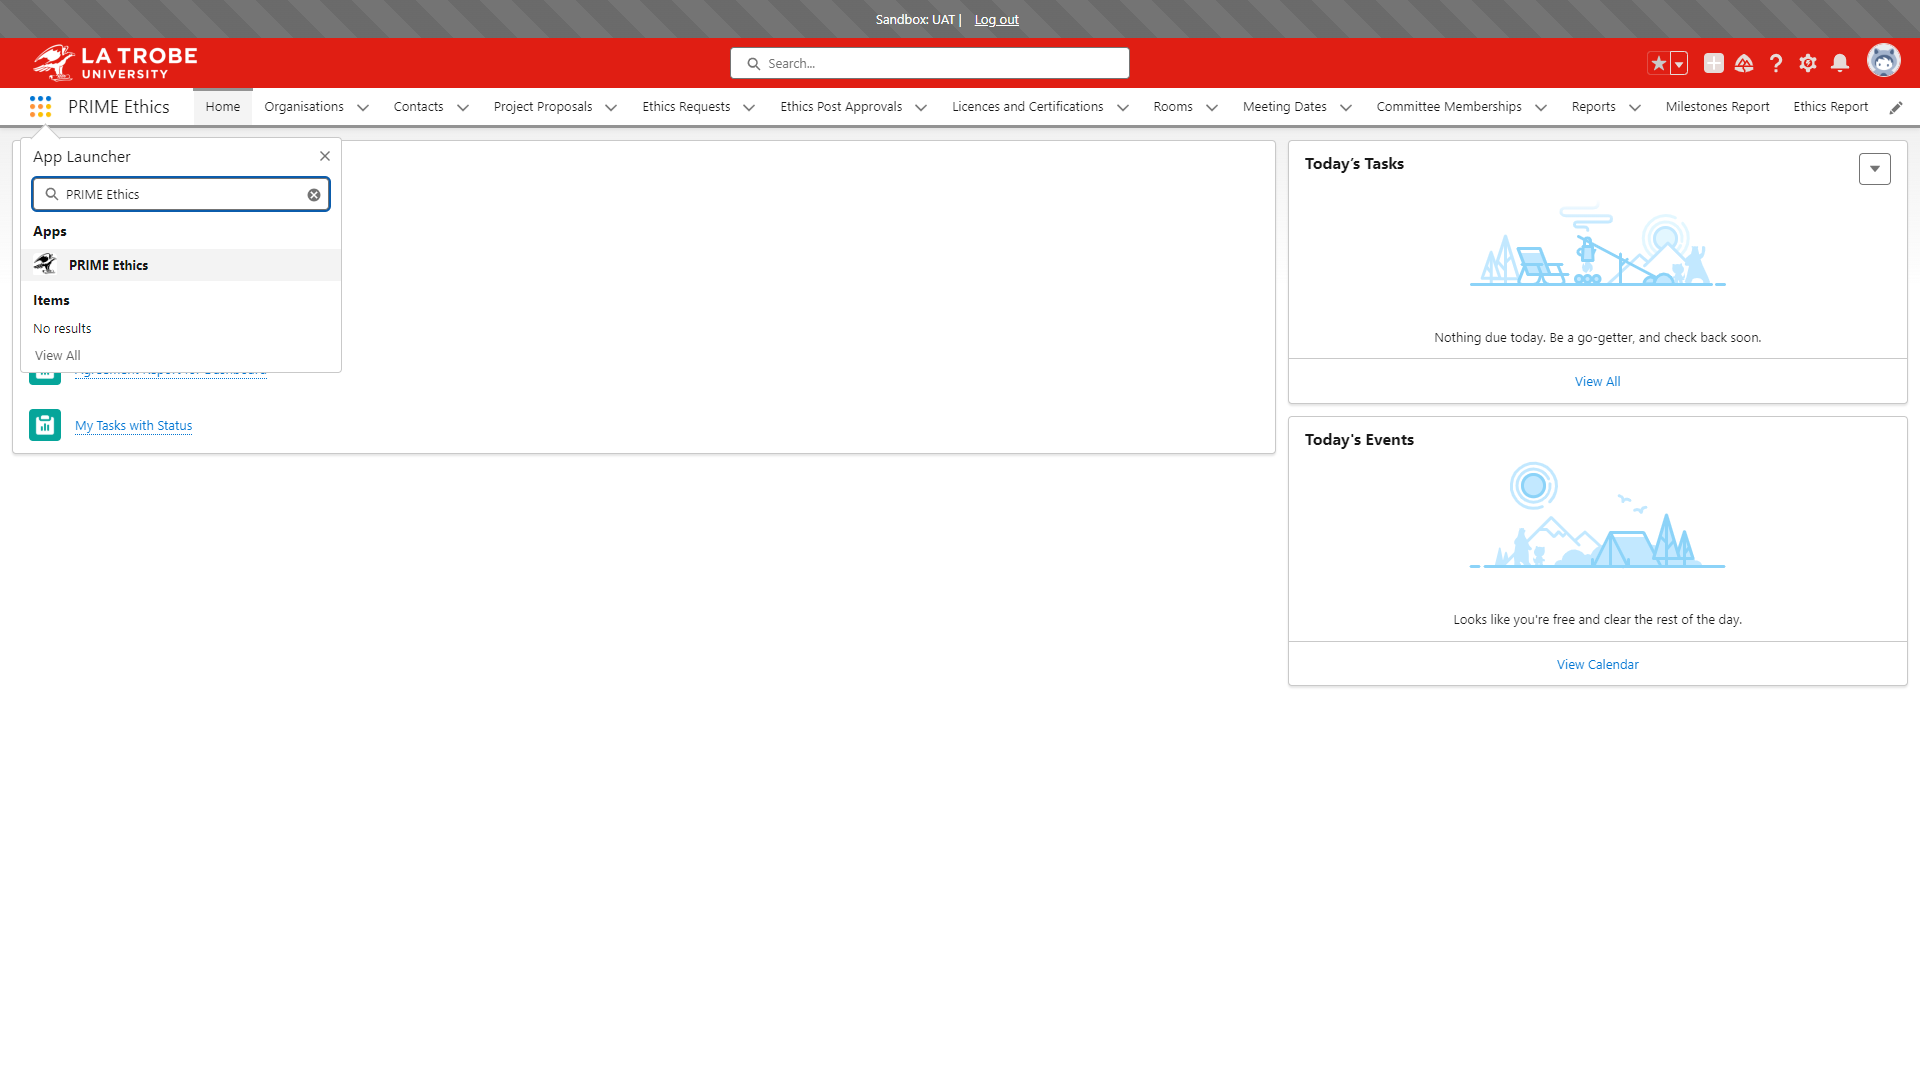 Sandbox: UAT | Log out
LA TROBE
UNIVERSITY
Search...
PRIME Ethics
Home
Organisations
Contacts
Project Proposals
Ethics Requests
Ethics Post Approvals
Licences and Certifications
Rooms
Meeting Dates
Committee Memberships
Reports
Milestones Report
Ethics Report
App Launcher
PRIME Ethics
Apps
PRIME Ethics
Items
No results
View All
Agreement Report for Dashboard
My Tasks with Status
Today’s Tasks
Nothing due today. Be a go-getter, and check back soon.
View All
Today's Events
Looks like you're free and clear the rest of the day.
View Calendar